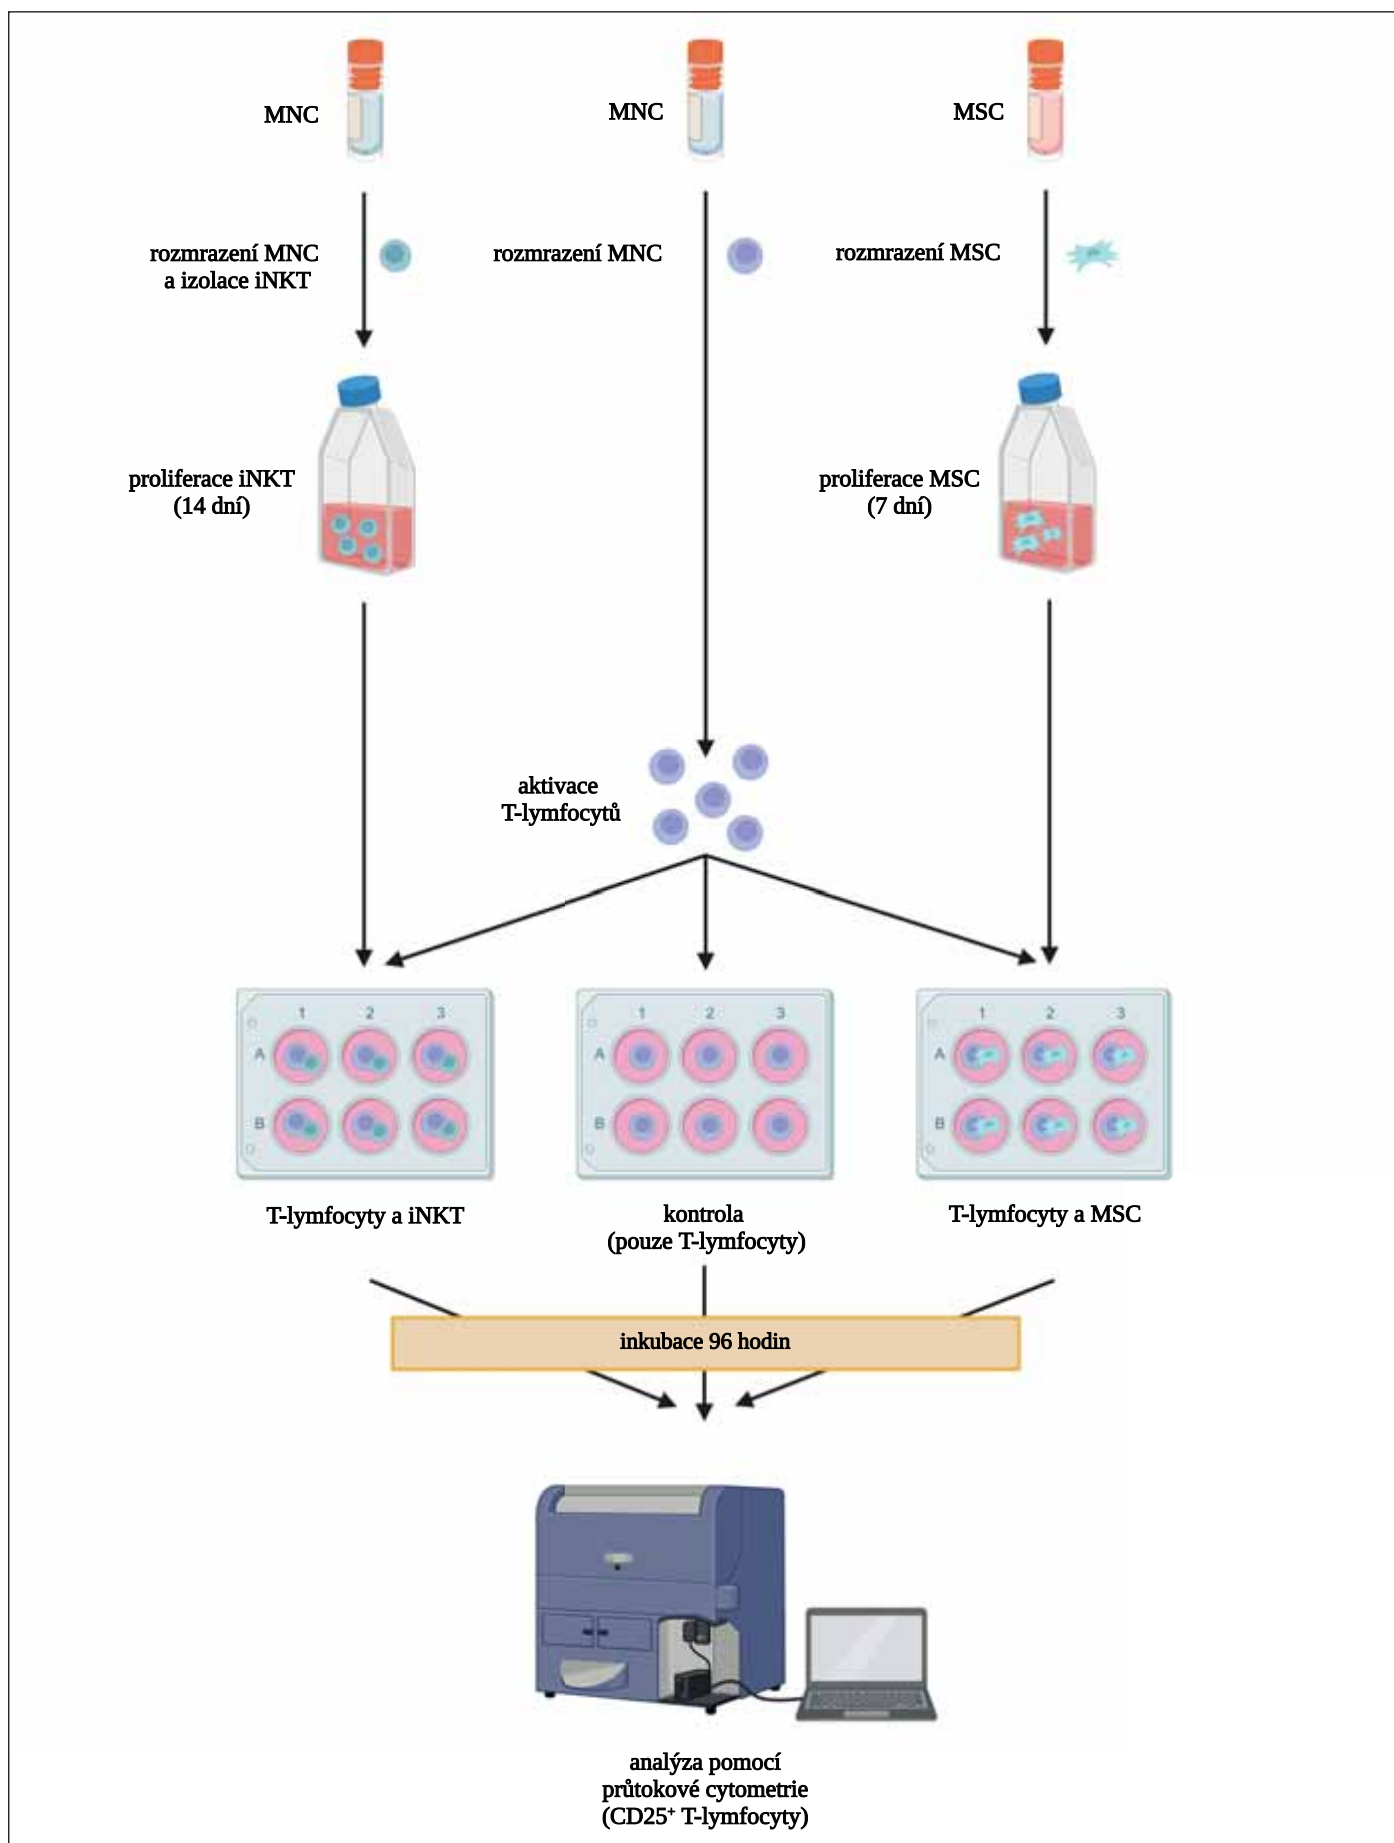 MNC
MNC
MSC
rozmrazení MNC
a izolace iNKT
rozmrazení MNC
rozmrazení MSC
proliferace iNKT
(14 dní)
proliferace MSC
(7 dní)
aktivace
T-lymfocytů
1 2 3
A
B
1 2 3
A
B
1 2 3
A
B
T-lymfocyty a iNKT
kontrola
(pouze T-lymfocyty)
T-lymfocyty a MSC
inkubace 96 hodin
analýza pomocí
průtokové cytometrie
(CD25⁺ T-lymfocyty)